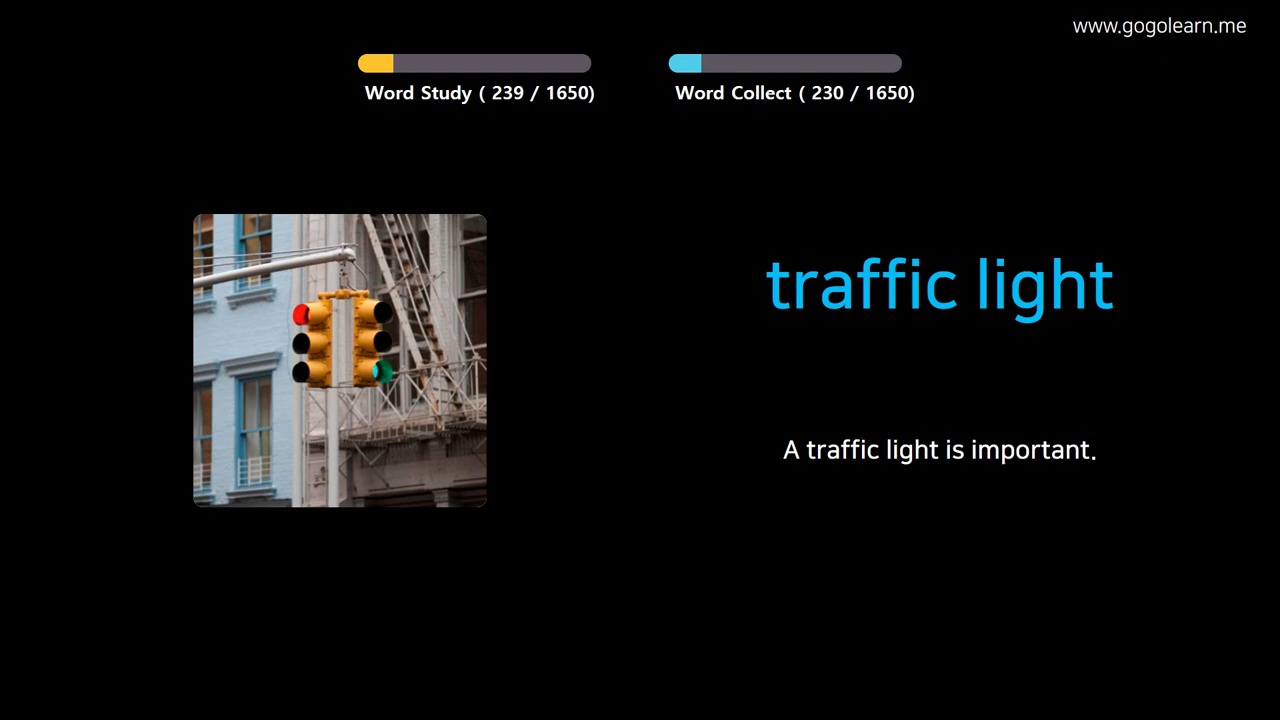 www.gogolearn.me
Word Study ( 239 / 1650)
Word Collect ( 230 / 1650)
traffic light
A traffic light is important.